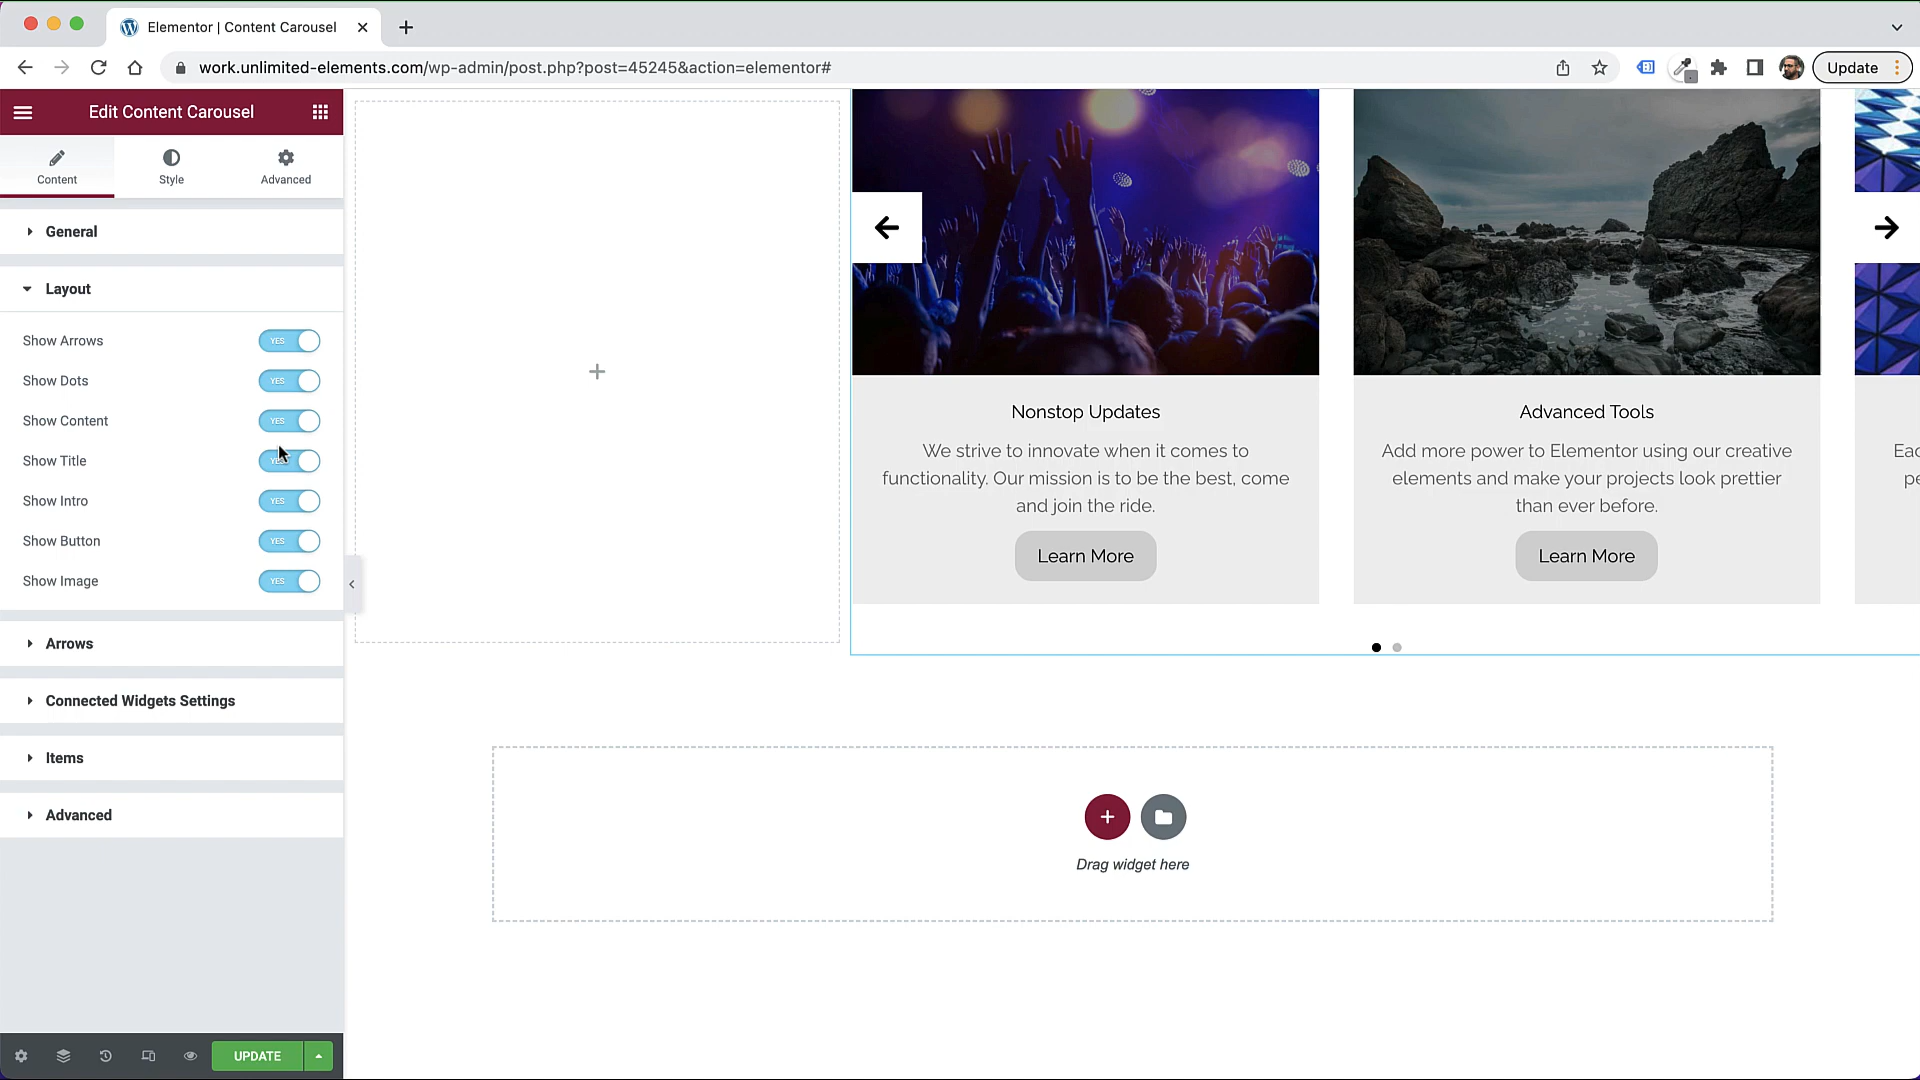 Elementor | Content Carousel
work.unlimited-elements.com/wp-admin/post.php?post=45245&action=elementor#
Update
Edit Content Carousel
Content
Style
Advanced
General
Layout
Show Arrows
YES
Show Dots
YES
Show Content
YES
Show Title
Show Intro
YES
Show Button
YES
Show Image
YES
Arrows
Connected Widgets Settings
Items
Advanced
UPDATE
Nonstop Updates
We strive to innovate when it comes to
functionality. Our mission is to be the best, come
and join the ride.
Learn More
Advanced Tools
Add more power to Elementor using our creative
elements and make your projects look prettier
than ever before.
Learn More
Drag widget here